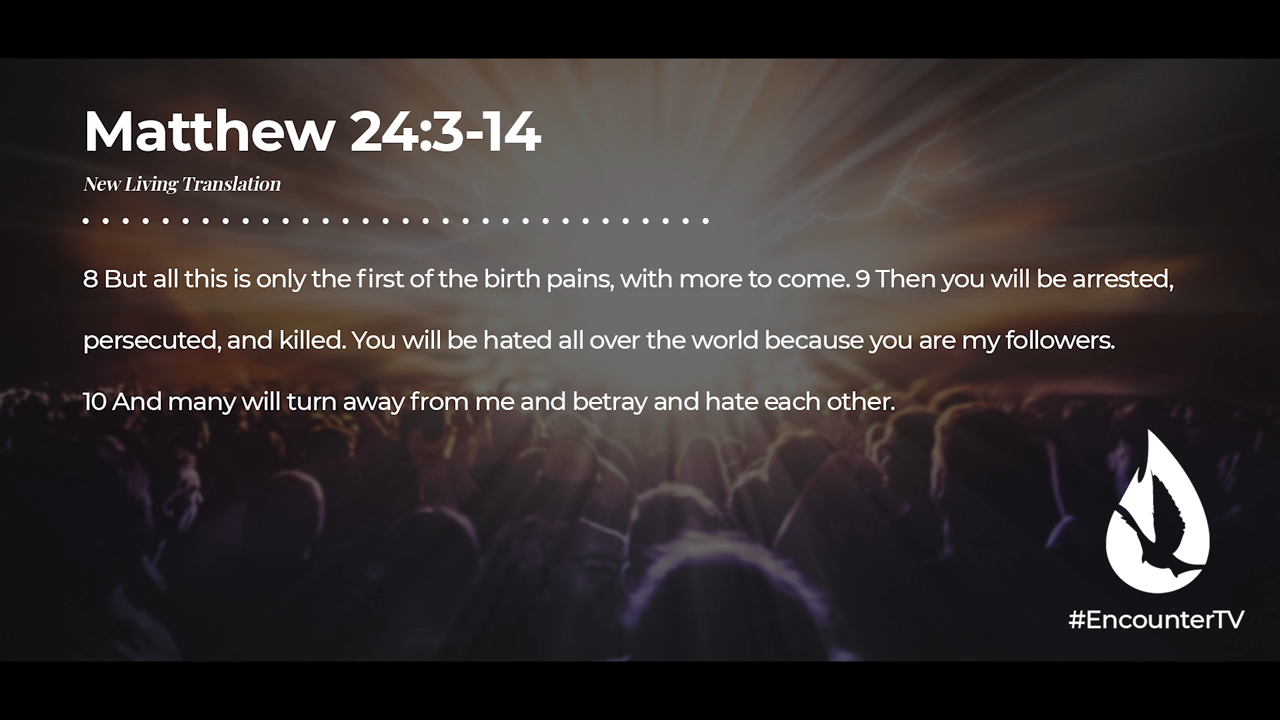 Matthew 24:3-14
New Living Translation
8 But all this is only the first of the birth pains, with more to come. 9 Then you will be arrested,
persecuted, and killed. You will be hated all over the world because you are my followers.
10 And many will turn away from me and betray and hate each other.
#EncounterTV